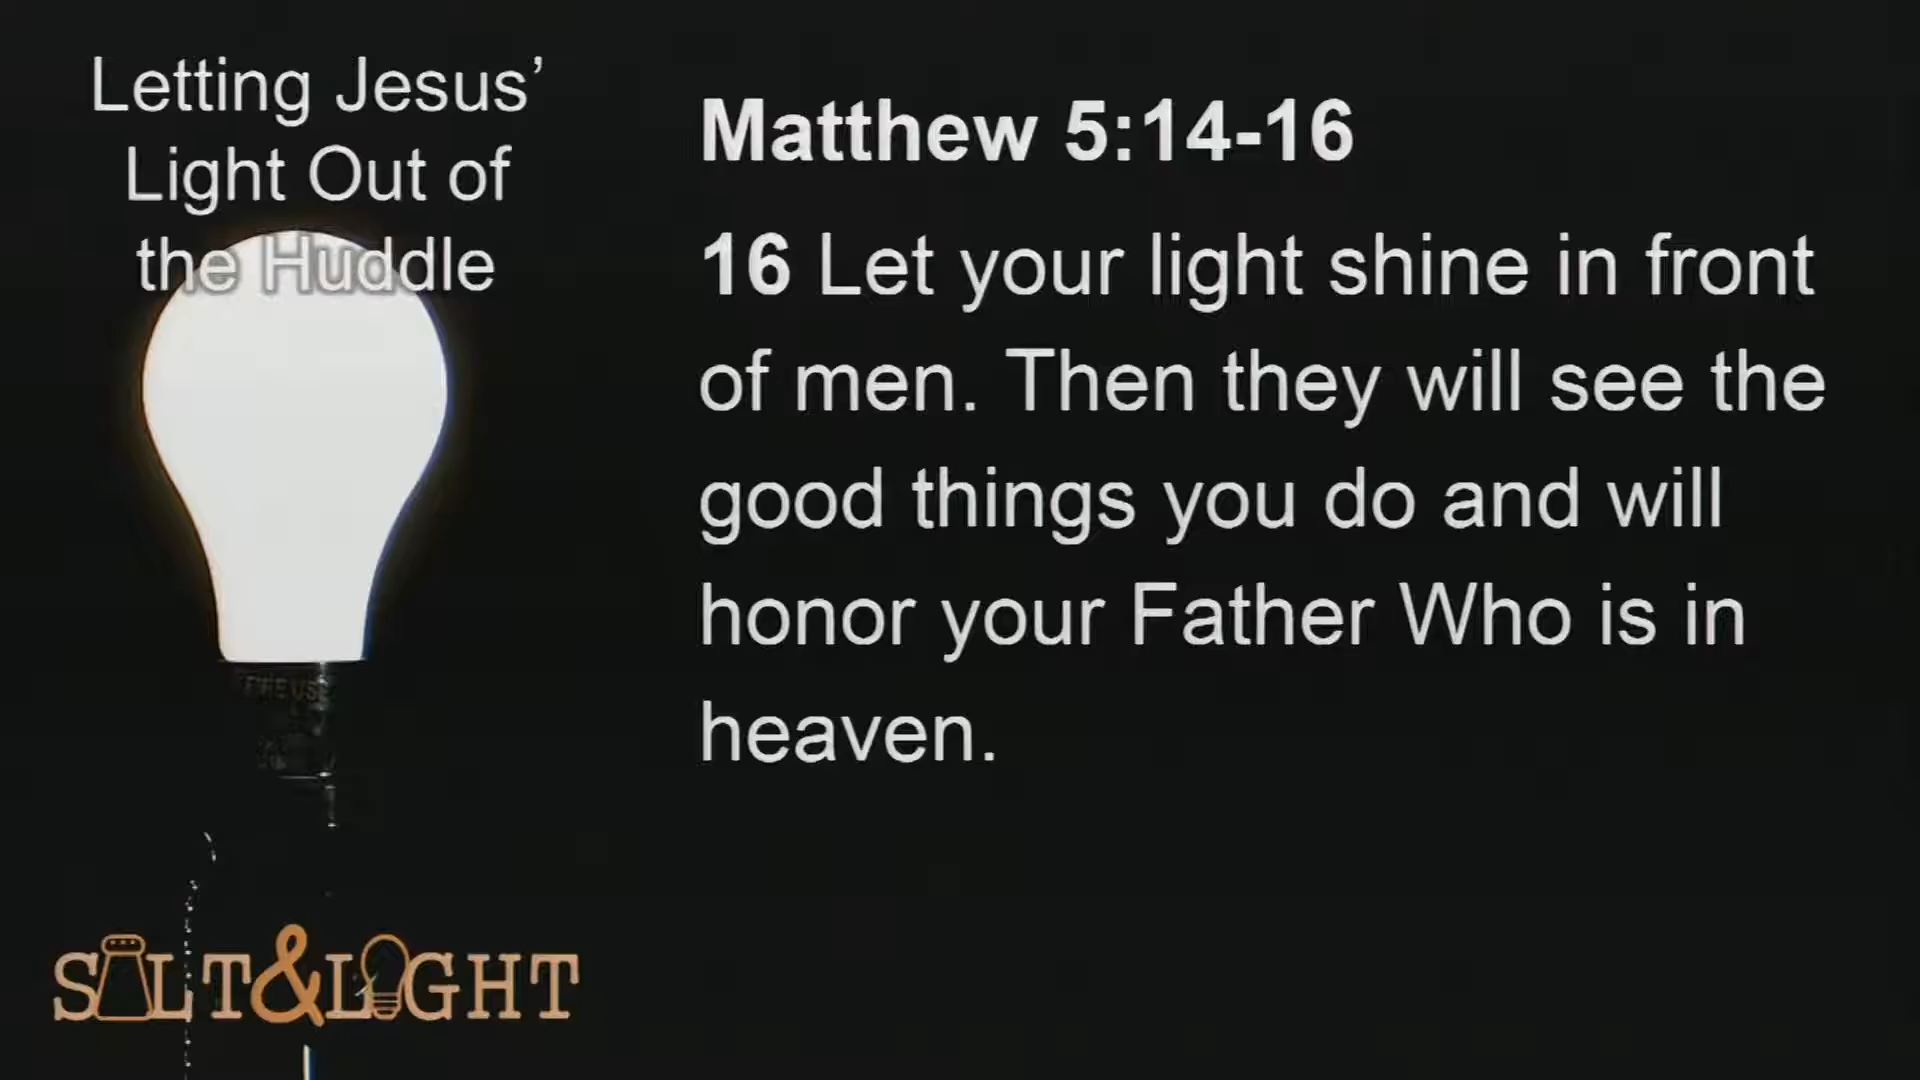 Letting Jesus’
Light Out of
the Huddle
Matthew 5:14-16
16 Let your light shine in front
of men. Then they will see the
good things you do and will
honor your Father Who is in
heaven.
SALT&LIGHT